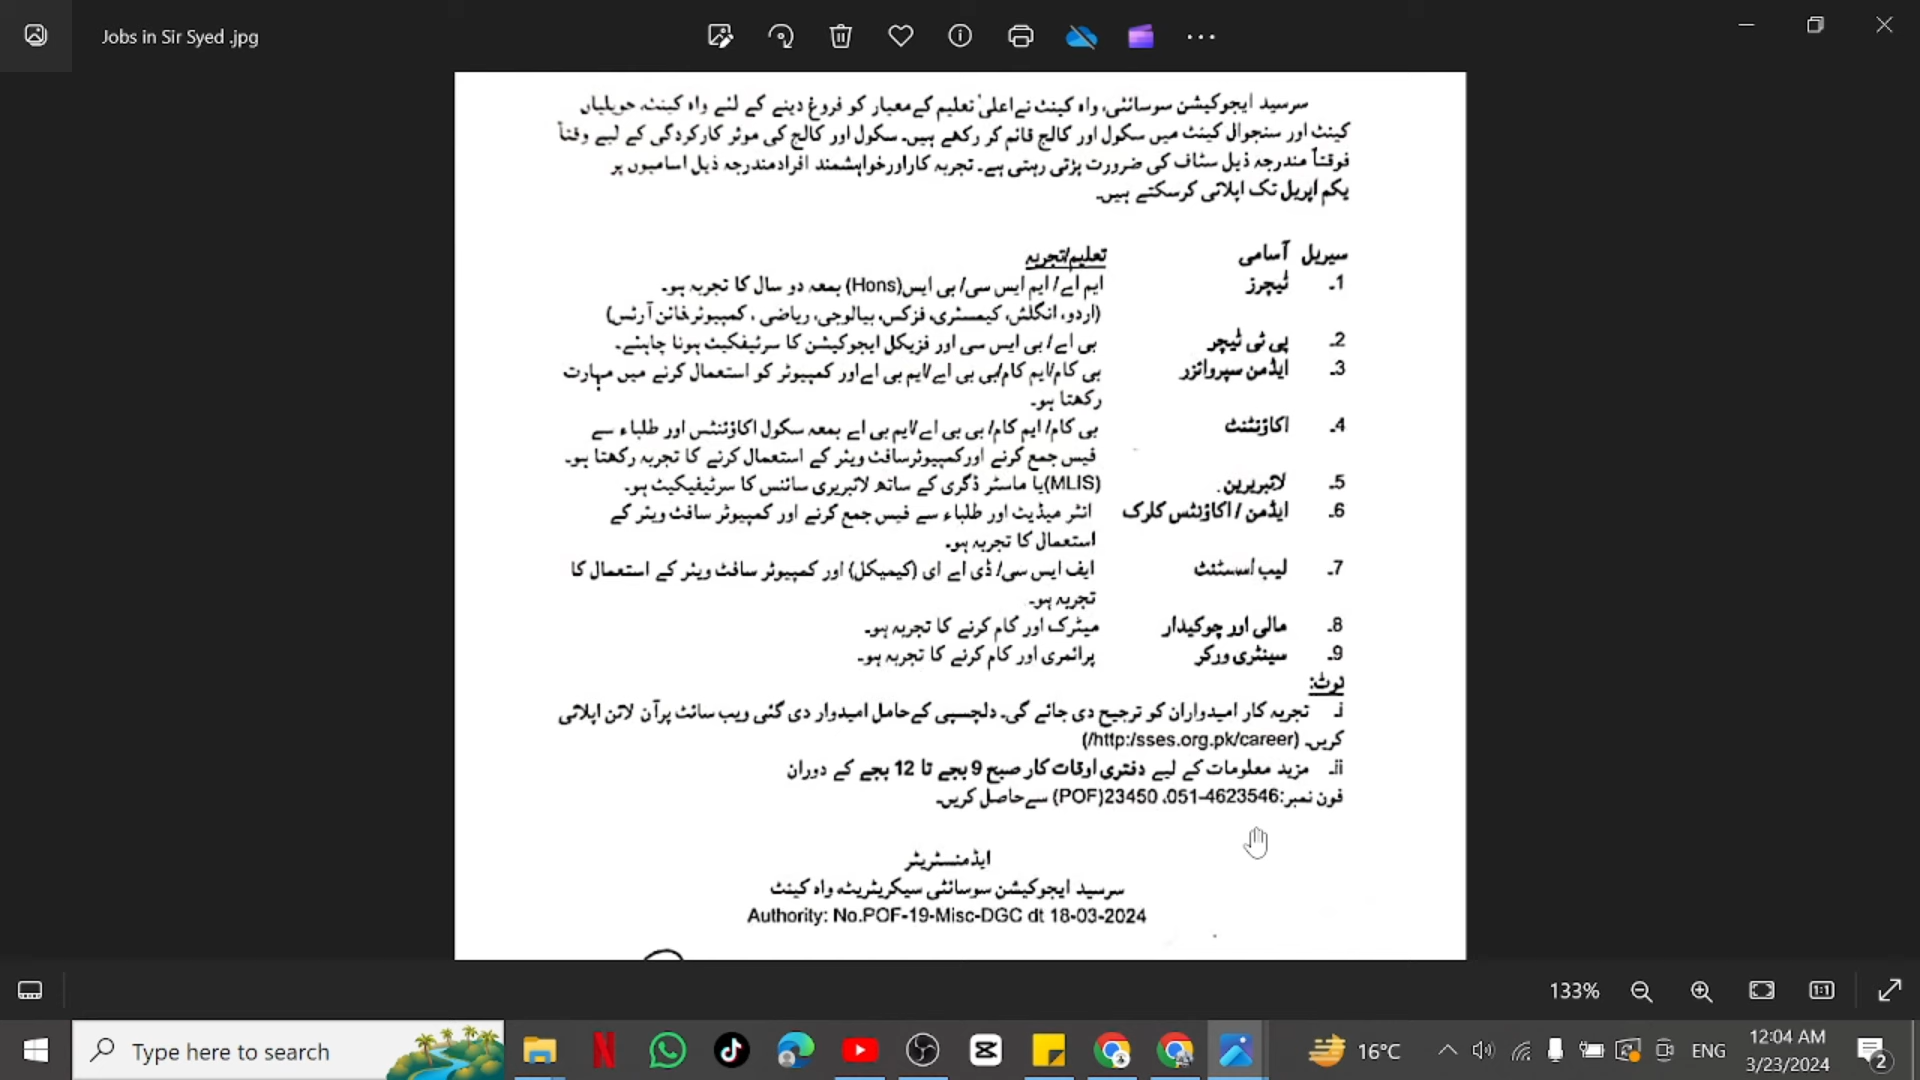 Jobs in Sir Syed .jpg
سرسید ایجوکیشن سوسائٹی، واہ کینٹ نے اعلیٰ تعلیم کے معیار کو فروغ دینے کے لئے واہ کینٹ، حویلیاں
کینٹ اور سنجوال کینٹ میں سکول اور کالج قائم کر رکھے ہیں۔ سکول اور کالج کی موثر کارکردگی کے لیے وقتاً
فوقتاً مندرجہ ذیل سٹاف کی ضرورت پڑتی رہتی ہے۔ تجربہ کار اور خواہشمند افراد مندرجہ ذیل اسامیوں پر
یکم اپریل تک اپلائی کرسکتے ہیں۔
سیریل آسامی تعلیم/تجربہ
1۔ ٹیچرز ایم اے/ ایم ایس سی/ بی ایس(Hons) بمعہ دو سال کا تجربہ ہو۔
(اردو، انگلش، کیمسٹری، فزکس، بیالوجی، ریاضی ، کمپیوٹر،فائن آرٹس)
2۔ پی ٹی ٹیچر بی اے/ بی ایس سی اور فزیکل ایجوکیشن کا سرٹیفکیٹ ہونا چاہئے۔
3۔ ایڈمن سپروائزر بی کام/ایم کام/بی بی اے/ایم بی اے اور کمپیوٹر کو استعمال کرنے میں مہارت
رکھتا ہو۔
4۔ اکاؤنٹنٹ بی کام/ ایم کام/ بی بی اے/ایم بی اے بمعہ سکول اکاؤنٹس اور طلباء سے
فیس جمع کرنے اور کمپیوٹر سافٹ ویئر کے استعمال کرنے کا تجربہ رکھتا ہو۔
5۔ لائبریرین (MLIS)یا ماسٹر ڈگری کے ساتھ لائبریری سائنس کا سرٹیفیکیٹ ہو۔
6۔ ایڈمن / اکاؤنٹس کلرک انٹر میڈیٹ اور طلباء سے فیس جمع کرنے اور کمپیوٹر سافٹ ویئر کے
استعمال کا تجربہ ہو۔
7۔ لیب اسسٹنٹ ایف ایس سی/ ڈی اے ای (کیمیکل) اور کمپیوٹر سافٹ ویئر کے استعمال کا
تجربہ ہو۔
8۔ مالی اور چوکیدار میٹرک اور کام کرنے کا تجربہ ہو۔
9۔ سینٹری ورکر پرائمری اور کام کرنے کا تجربہ ہو۔
نوٹ:
i۔ تجربہ کار امیدواران کو ترجیح دی جائے گی۔ دلچسپی کے حامل امیدوار دی گئی ویب سائٹ پر آن لائن اپلائی
کریں۔ (http:/sses.org.pk/career/)
ii۔ مزید معلومات کے لیے دفتری اوقات کار صبح 9 بجے تا 12 بجے کے دوران
فون نمبر:051-4623546، 23450(POF) سے حاصل کریں۔
ایڈمنسٹریٹر
سرسید ایجوکیشن سوسائٹی سیکریٹریٹ واہ کینٹ
Authority: No.POF-19-Misc-DGC dt 18-03-2024
133%
Type here to search
16°C
ENG
12:04 AM
3/23/2024
2